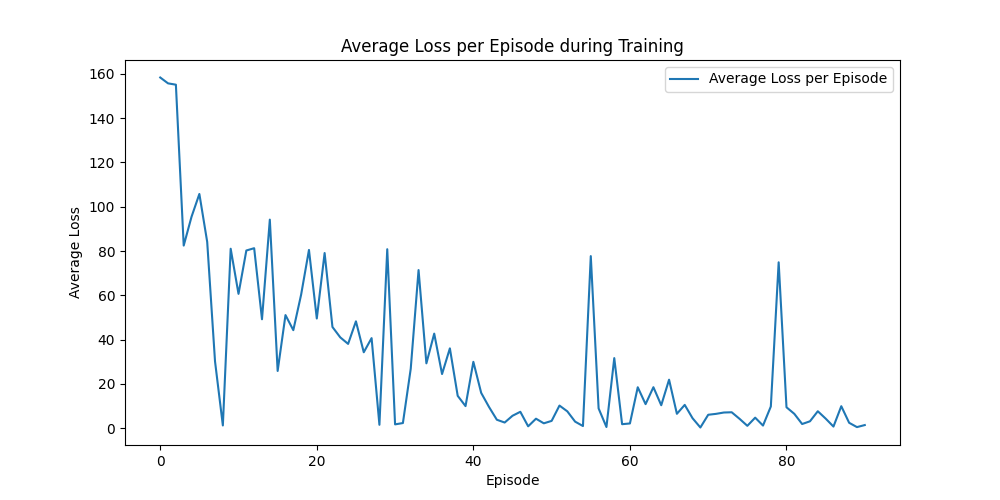 Average Loss per Episode during Training
Average Loss per Episode
160
140
120
100
80
60
40
20
0
Average Loss
0 20 40 60 80
Episode